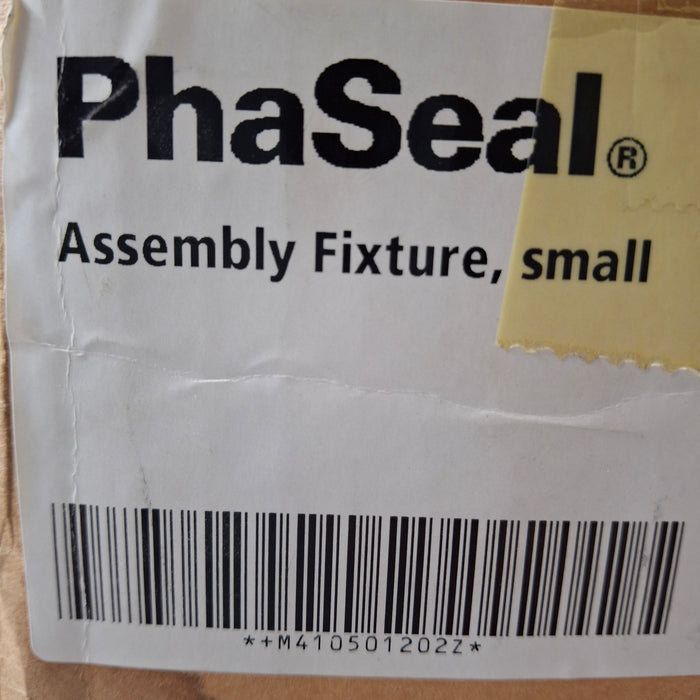 PhaSeal®
Assembly Fixture, small
*+M410501202Z*